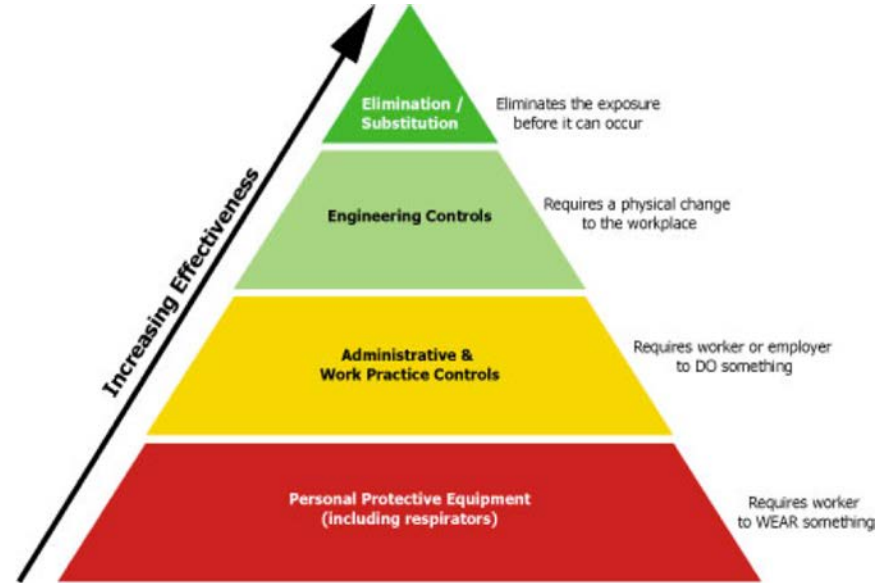 Increasing Effectiveness
Elimination /
Substitution
Eliminates the exposure
before it can occur
Engineering Controls
Requires a physical change
to the workplace
Administrative &
Work Practice Controls
Requires worker or employer
to DO something
Personal Protective Equipment
(including respirators)
Requires worker
to WEAR something